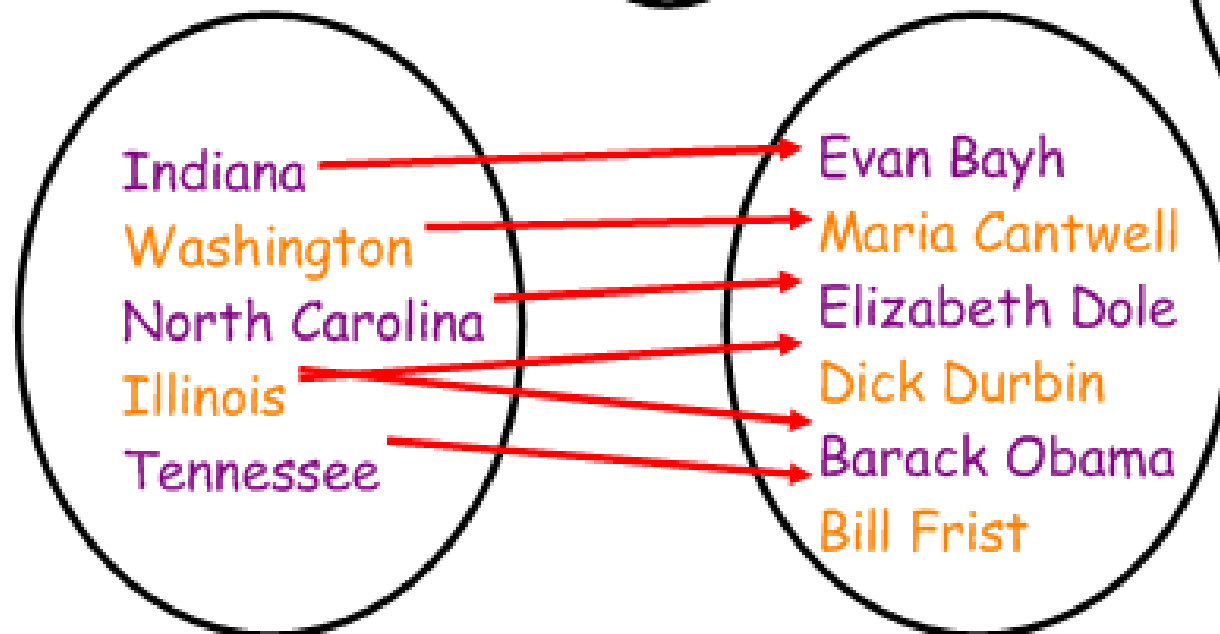 Indiana
Washington
North Carolina
Illinois
Tennessee
Evan Bayh
Maria Cantwell
Elizabeth Dole
Dick Durbin
Barack Obama
Bill Frist